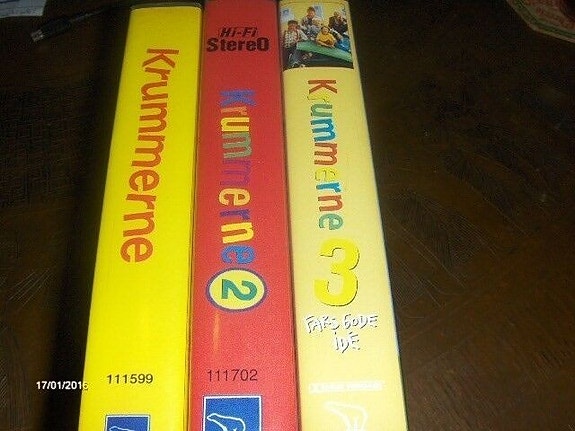 Krummerne
111599
Hi-Fi
StereO
Krummerne
2
111702
Krummerne
3
FARS GODE
IDÉ
17/01/2016